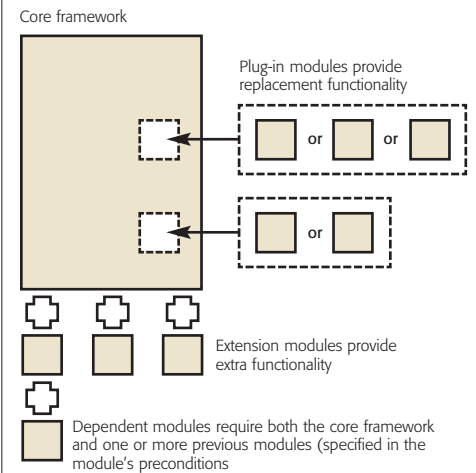 Core framework
Plug-in modules provide
replacement functionality
or or
or
Extension modules provide
extra functionality
Dependent modules require both the core framework
and one or more previous modules (specified in the
module's preconditions